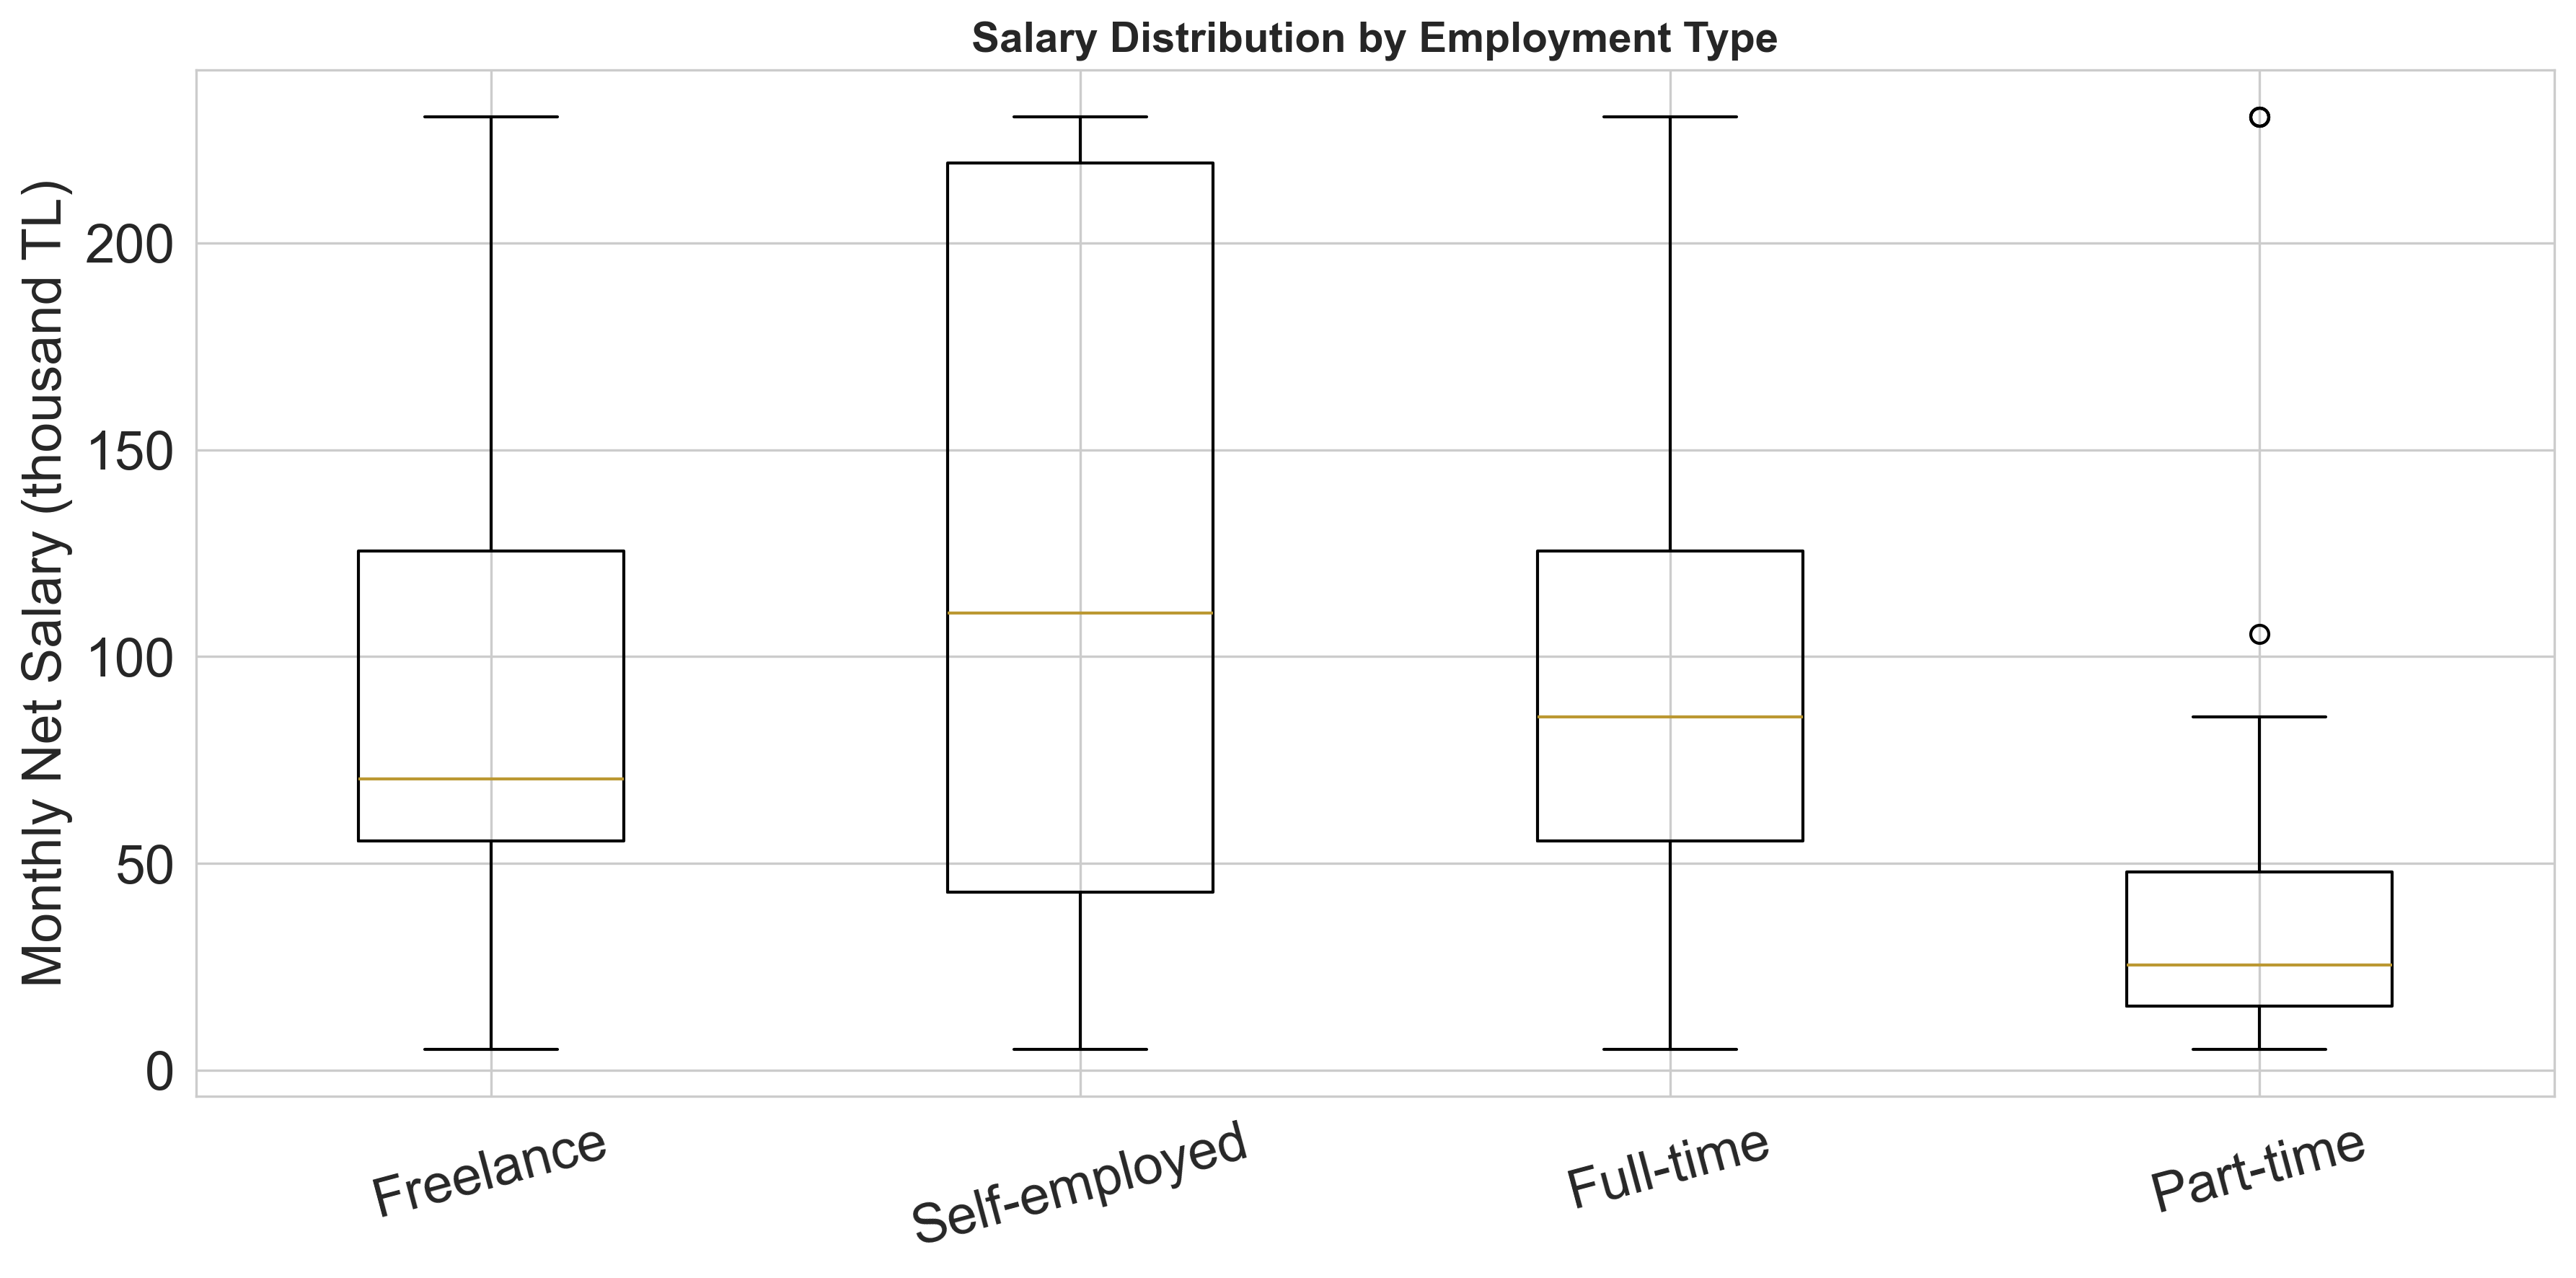 Salary Distribution by Employment Type
Monthly Net Salary (thousand TL)
200
150
100
50
0
Freelance
Self-employed
Full-time
Part-time